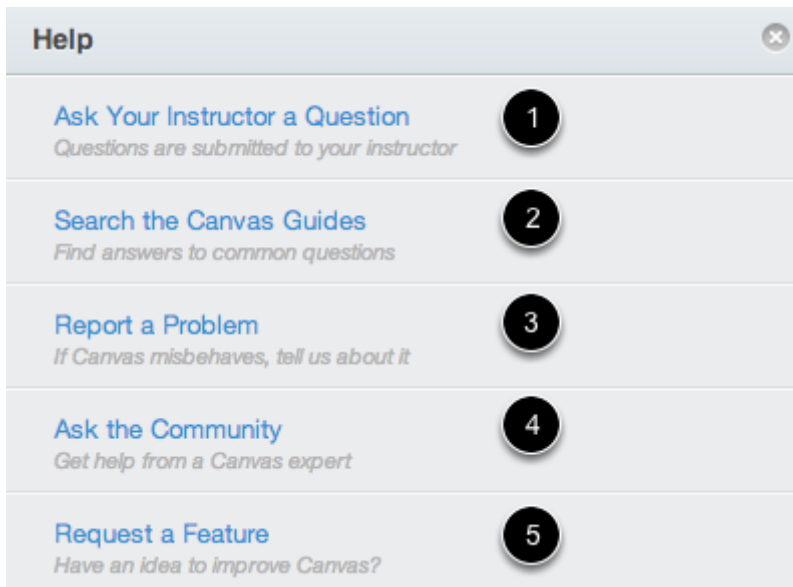 Help
Ask Your Instructor a Question 1
Questions are submitted to your instructor
Search the Canvas Guides 2
Find answers to common questions
Report a Problem 3
If Canvas misbehaves, tell us about it
Ask the Community 4
Get help from a Canvas expert
Request a Feature 5
Have an idea to improve Canvas?